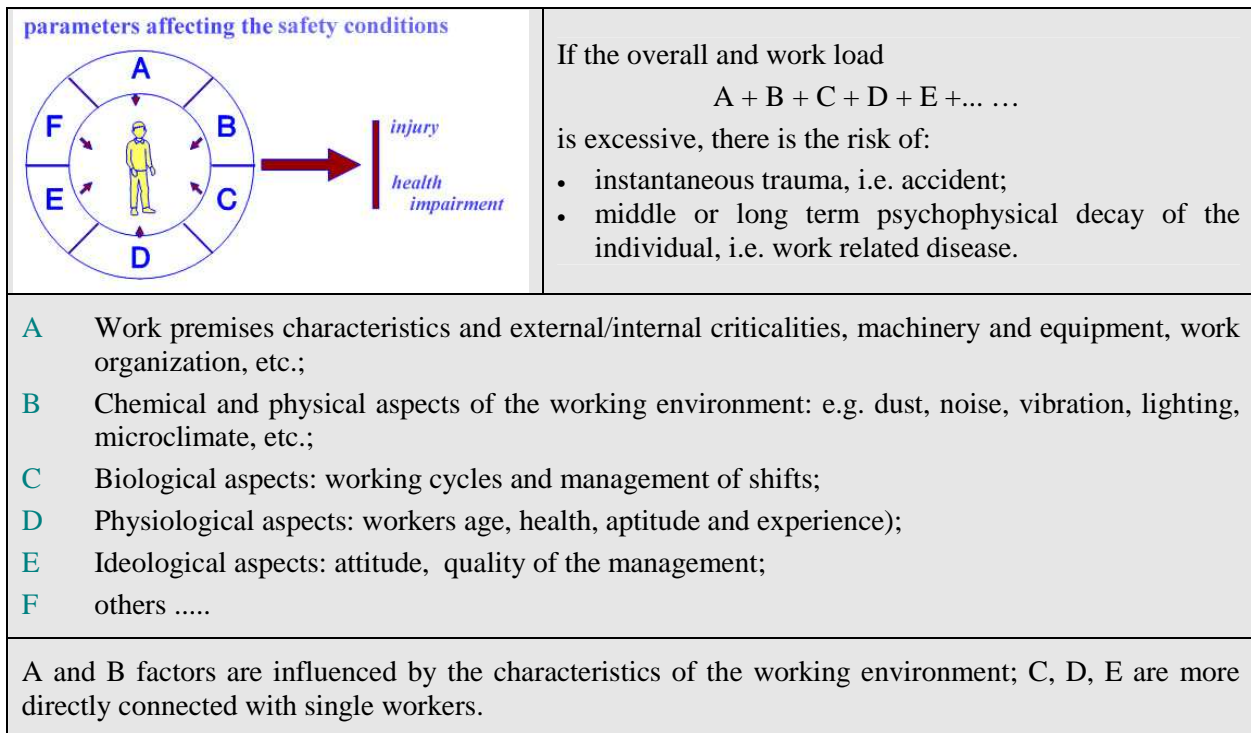 parameters affecting the safety conditions
A
F
B
E
C
D
injury
health
impairment
If the overall and work load
A + B + C + D + E +... …
is excessive, there is the risk of:
• instantaneous trauma, i.e. accident;
• middle or long term psychophysical decay of the
individual, i.e. work related disease.
A Work premises characteristics and external/internal criticalities, machinery and equipment, work
organization, etc.;
B Chemical and physical aspects of the working environment: e.g. dust, noise, vibration, lighting,
microclimate, etc.;
C Biological aspects: working cycles and management of shifts;
D Physiological aspects: workers age, health, aptitude and experience);
E Ideological aspects: attitude, quality of the management;
F others .....
A and B factors are influenced by the characteristics of the working environment; C, D, E are more
directly connected with single workers.